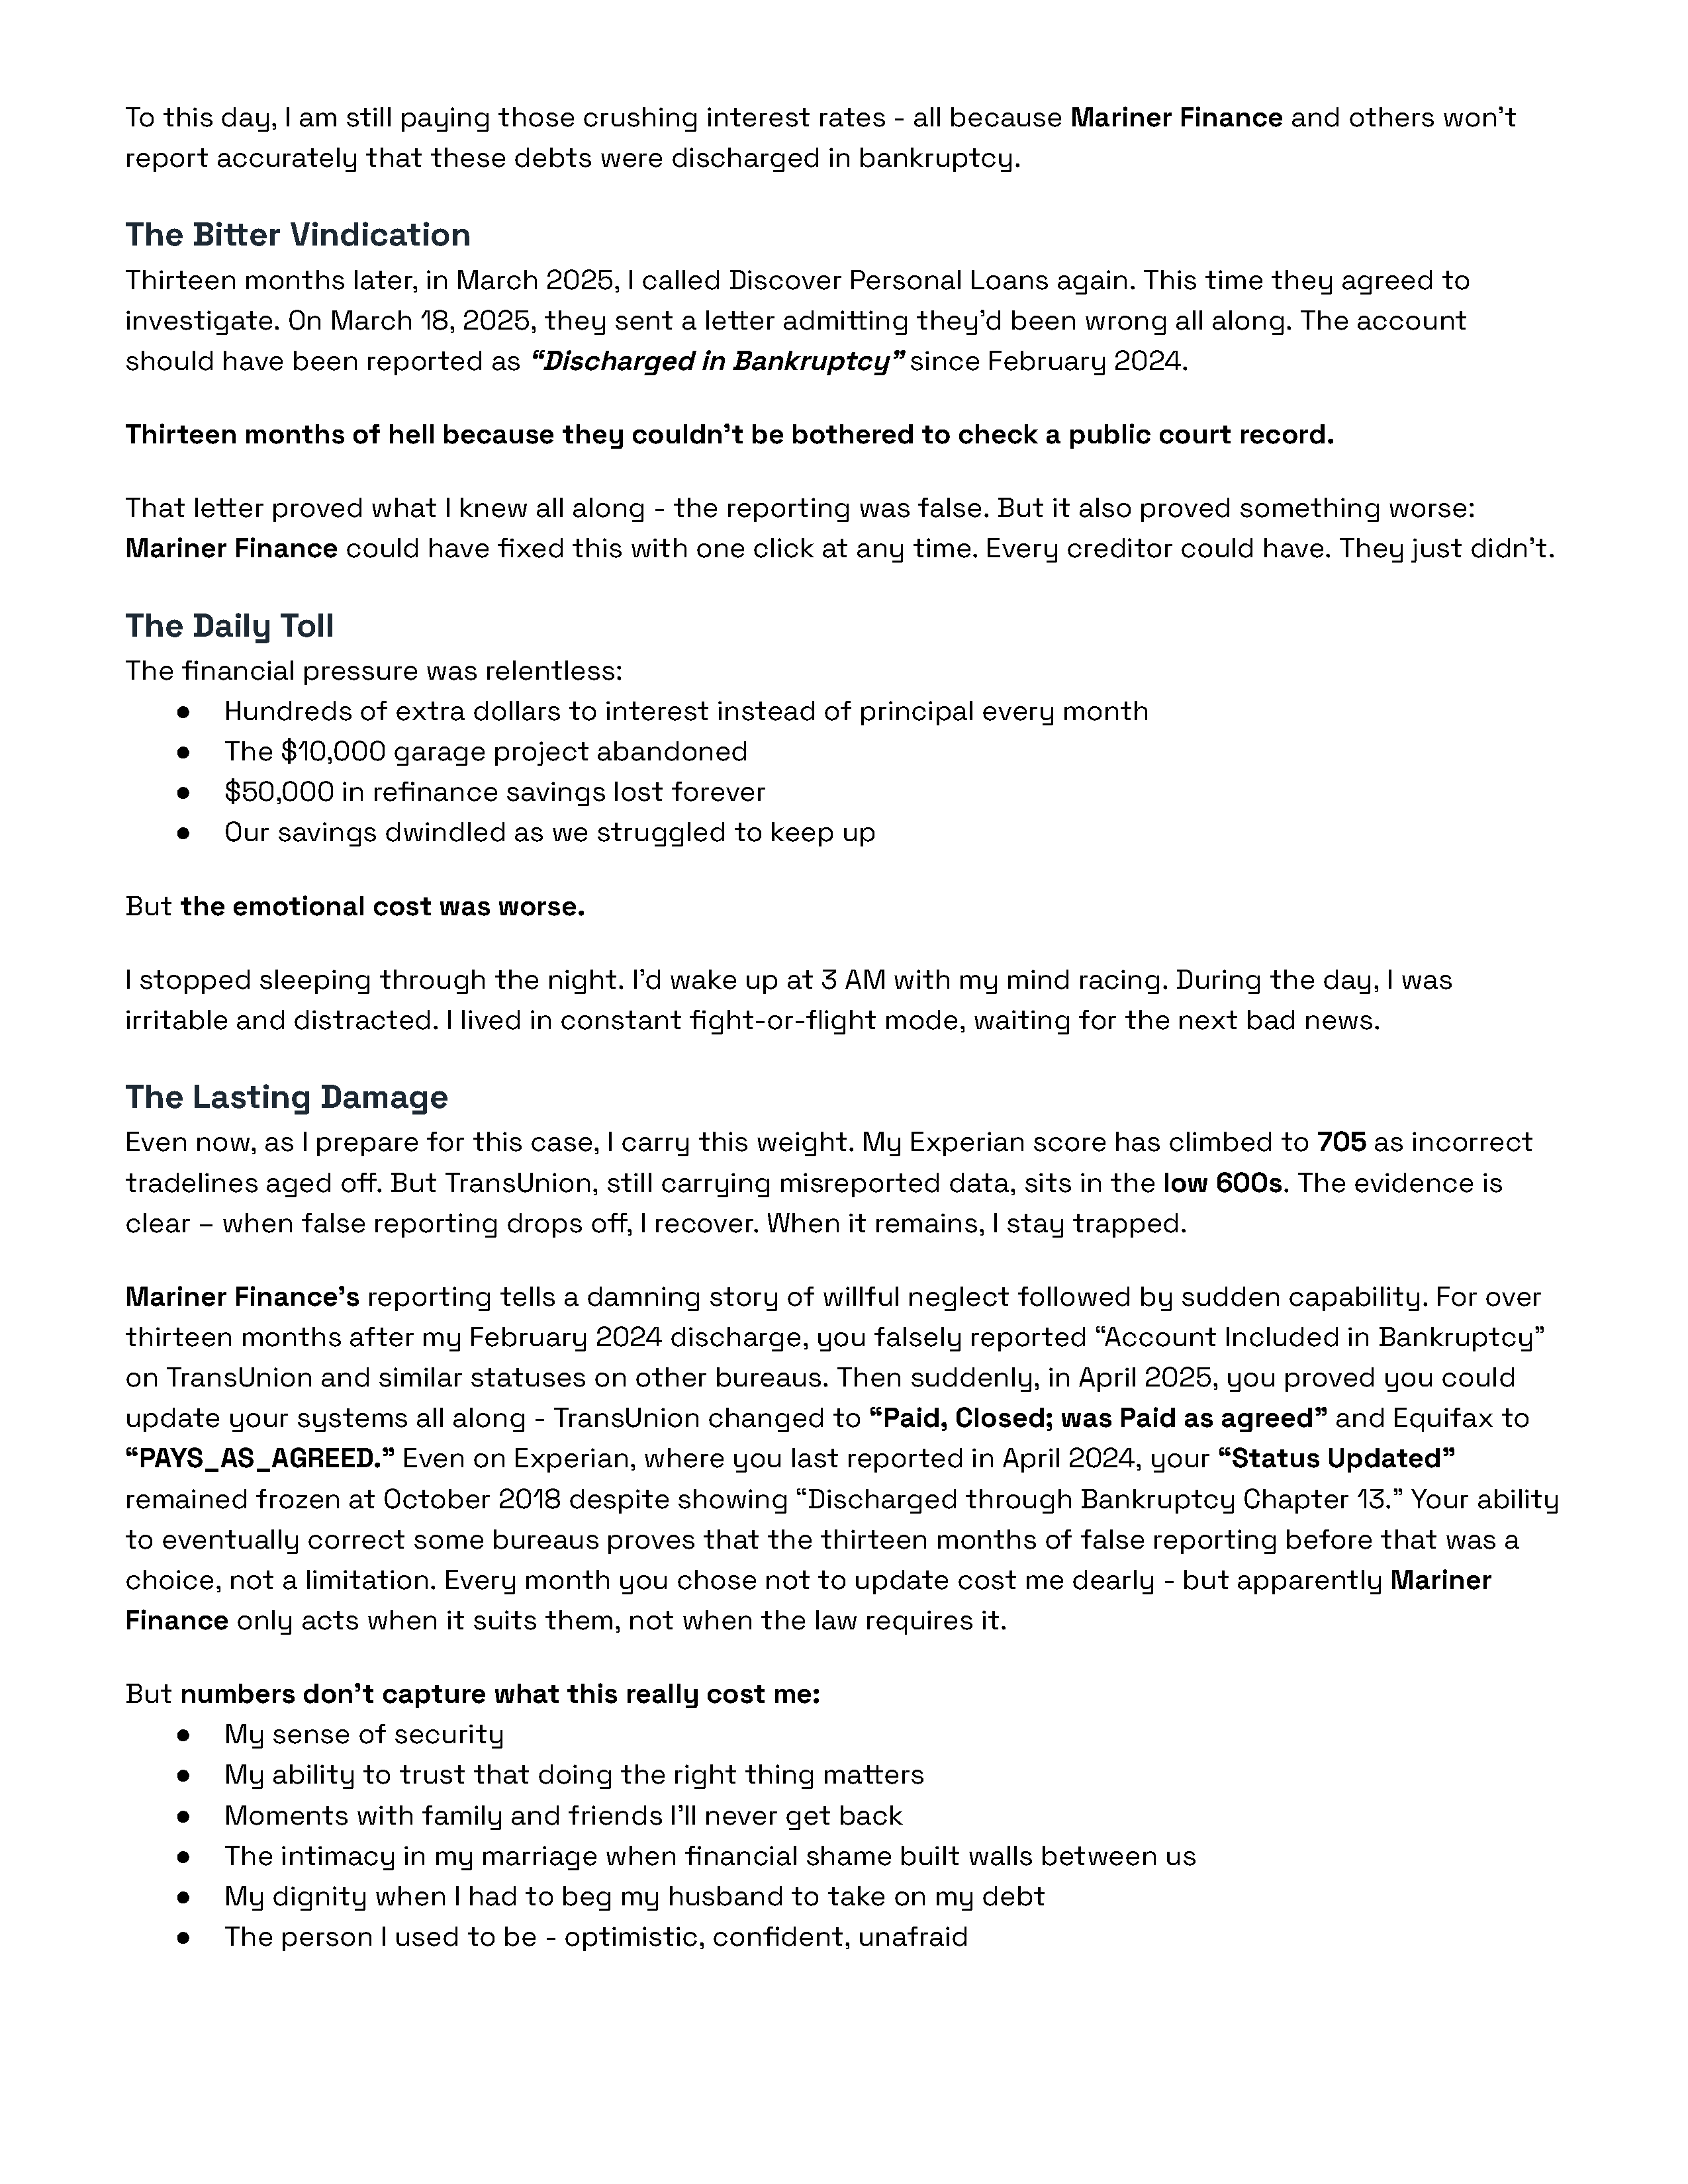 To this day, I am still paying those crushing interest rates - all because Mariner Finance and others won’t
report accurately that these debts were discharged in bankruptcy.
The Bitter Vindication
Thirteen months later, in March 2025, I called Discover Personal Loans again. This time they agreed to
investigate. On March 18, 2025, they sent a letter admitting they’d been wrong all along. The account
should have been reported as “Discharged in Bankruptcy” since February 2024.
Thirteen months of hell because they couldn’t be bothered to check a public court record.
That letter proved what I knew all along - the reporting was false. But it also proved something worse:
Mariner Finance could have fixed this with one click at any time. Every creditor could have. They just didn’t.
The Daily Toll
The financial pressure was relentless:
● Hundreds of extra dollars to interest instead of principal every month
● The $10,000 garage project abandoned
● $50,000 in refinance savings lost forever
● Our savings dwindled as we struggled to keep up
But the emotional cost was worse.
I stopped sleeping through the night. I’d wake up at 3 AM with my mind racing. During the day, I was
irritable and distracted. I lived in constant fight-or-flight mode, waiting for the next bad news.
The Lasting Damage
Even now, as I prepare for this case, I carry this weight. My Experian score has climbed to 705 as incorrect
tradelines aged off. But TransUnion, still carrying misreported data, sits in the low 600s. The evidence is
clear – when false reporting drops off, I recover. When it remains, I stay trapped.
Mariner Finance’s reporting tells a damning story of willful neglect followed by sudden capability. For over
thirteen months after my February 2024 discharge, you falsely reported “Account Included in Bankruptcy”
on TransUnion and similar statuses on other bureaus. Then suddenly, in April 2025, you proved you could
update your systems all along - TransUnion changed to “Paid, Closed; was Paid as agreed” and Equifax to
“PAYS_AS_AGREED.” Even on Experian, where you last reported in April 2024, your “Status Updated”
remained frozen at October 2018 despite showing “Discharged through Bankruptcy Chapter 13.” Your ability
to eventually correct some bureaus proves that the thirteen months of false reporting before that was a
choice, not a limitation. Every month you chose not to update cost me dearly - but apparently Mariner
Finance only acts when it suits them, not when the law requires it.
But numbers don’t capture what this really cost me:
● My sense of security
● My ability to trust that doing the right thing matters
● Moments with family and friends I’ll never get back
● The intimacy in my marriage when financial shame built walls between us
● My dignity when I had to beg my husband to take on my debt
● The person I used to be - optimistic, confident, unafraid